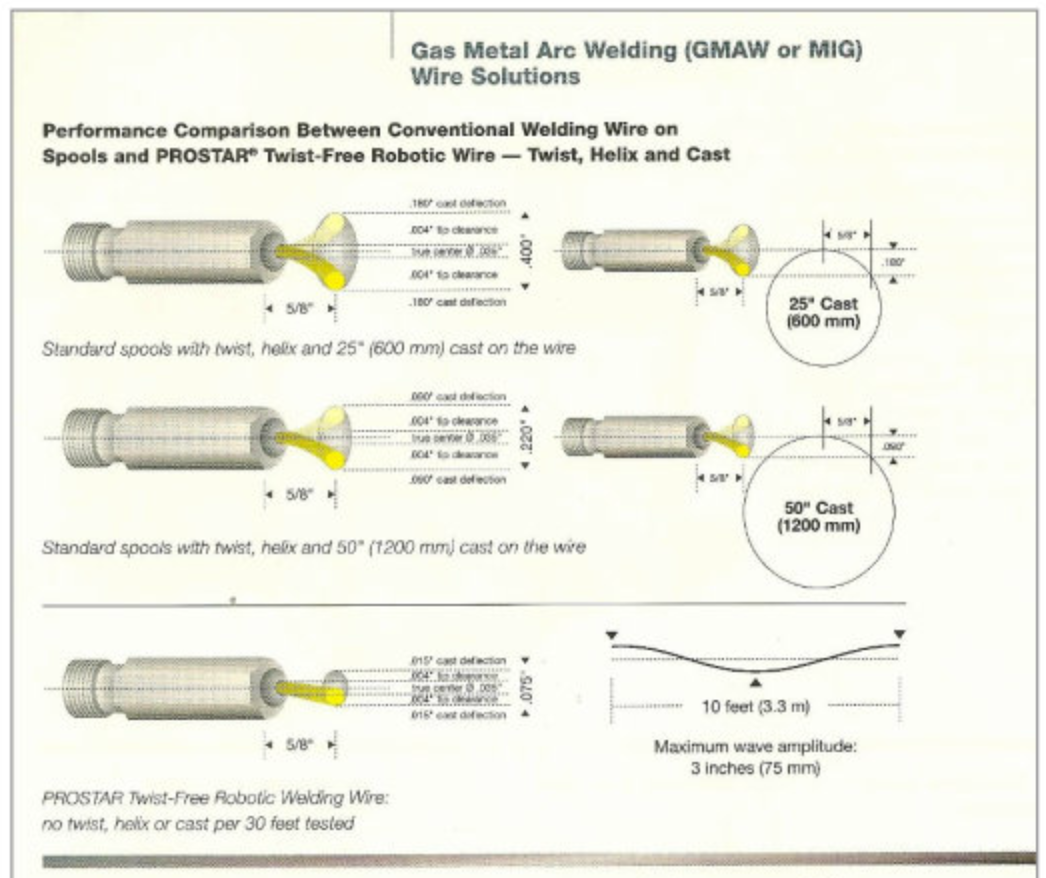 Gas Metal Arc Welding (GMAW or MIG)
Wire Solutions
Performance Comparison Between Conventional Welding Wire on
Spools and PROSTAR® Twist-Free Robotic Wire — Twist, Helix and Cast
.180" cast deflection
.004" tip clearance
true center Ø .035"
.004" tip clearance
.180" cast deflection
.400"
5/8"
5/8"
5/8"
.180"
25" Cast
(600 mm)
Standard spools with twist, helix and 25" (600 mm) cast on the wire
.090" cast deflection
.004" tip clearance
true center Ø .035"
.004" tip clearance
.090" cast deflection
.220"
5/8"
5/8"
5/8"
.090"
50" Cast
(1200 mm)
Standard spools with twist, helix and 50" (1200 mm) cast on the wire
.015" cast deflection
.004" tip clearance
true center Ø .035"
.004" tip clearance
.015" cast deflection
.075"
5/8"
10 feet (3.3 m)
Maximum wave amplitude:
3 inches (75 mm)
PROSTAR Twist-Free Robotic Welding Wire:
no twist, helix or cast per 30 feet tested